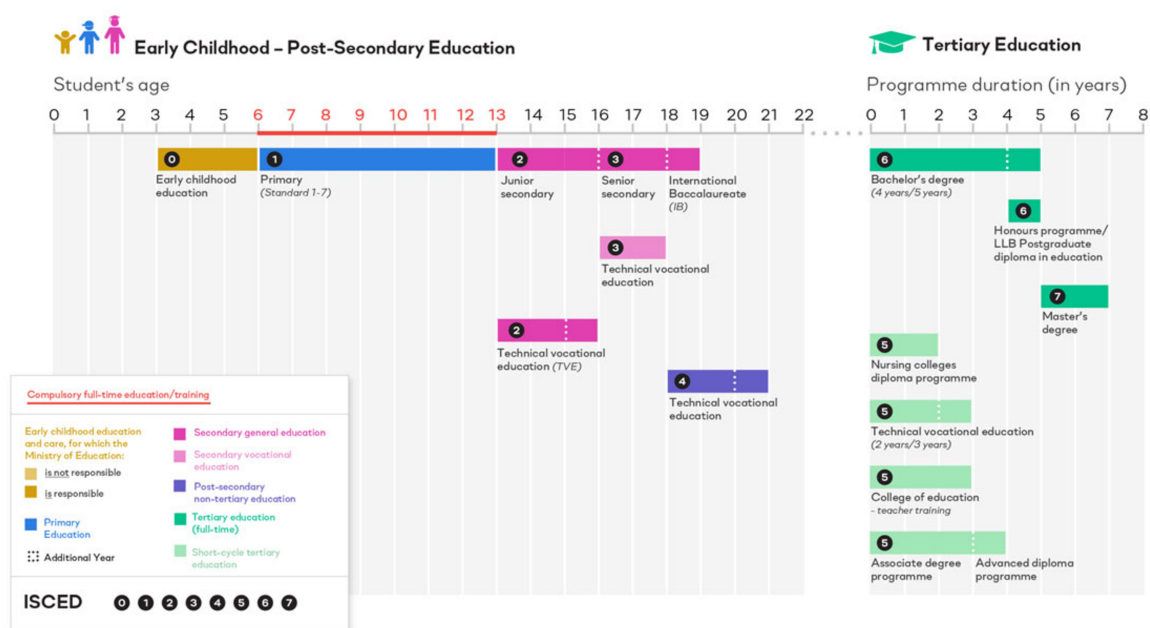 Early Childhood – Post-Secondary Education
Tertiary Education
Student's age
Programme duration (in years)
0 1 2 3 4 5 6 7 8 9 10 11 12 13 14 15 16 17 18 19 20 21 22
0 1 2 3 4 5 6 7 8
0
Early childhood
education
1
Primary
(Standard 1-7)
2
Junior
secondary
3
Senior
secondary
International
Baccalaureate
(IB)
3
Technical vocational
education
2
Technical vocational
education (TVE)
4
Technical vocational
education
6
Bachelor's degree
(4 years/5 years)
6
Honours programme/
LLB Postgraduate
diploma in education
7
Master's
degree
5
Nursing colleges
diploma programme
5
Technical vocational education
(2 years/3 years)
5
College of education
- teacher training
5
Associate degree
programme
Advanced diploma
programme
Compulsory full-time education/training
Early childhood education
and care, for which the
Ministry of Education:
is not responsible
is responsible
Primary
Education
Additional Year
Secondary general education
Secondary vocational
education
Post-secondary
non-tertiary education
Tertiary education
(full-time)
Short-cycle tertiary
education
ISCED 0 1 2 3 4 5 6 7